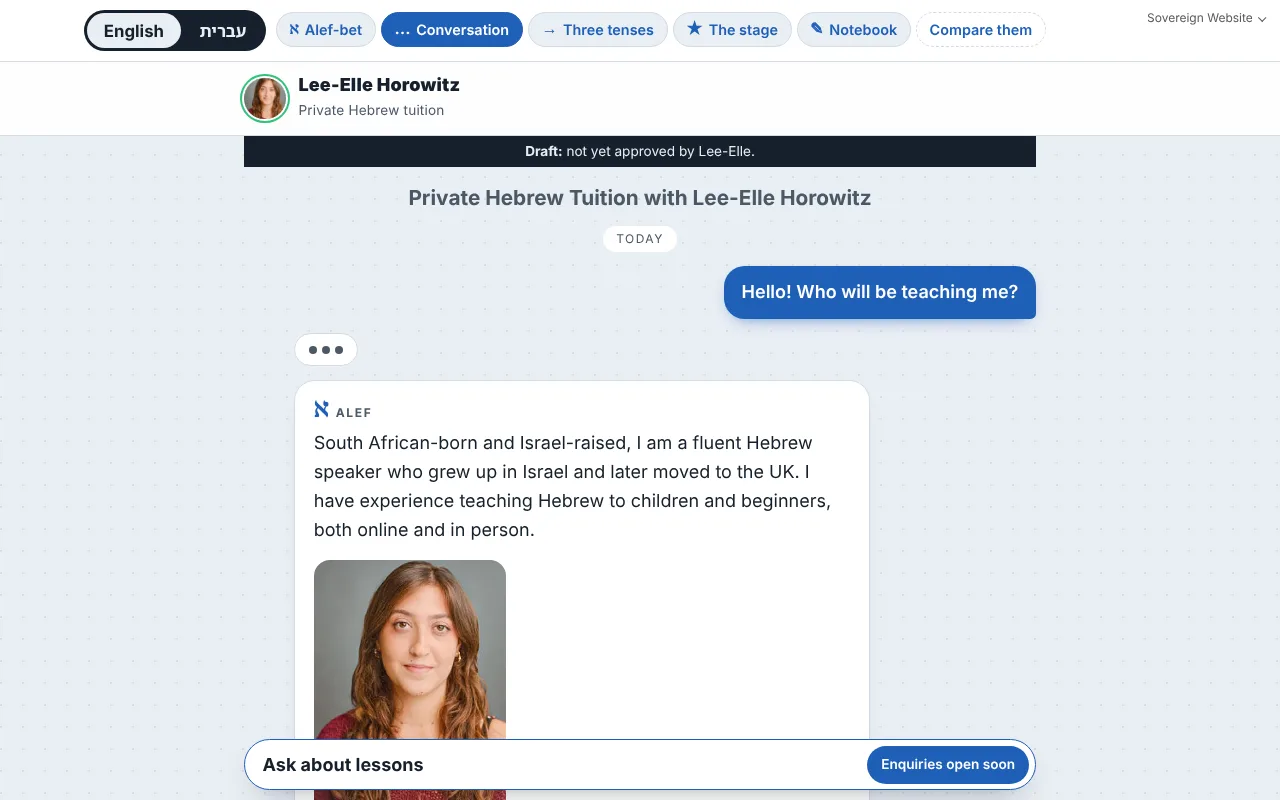 English עברית א Alef-bet ... Conversation → Three tenses ★ The stage ✎ Notebook Compare them Sovereign Website
Lee-Elle Horowitz
Private Hebrew tuition
Draft: not yet approved by Lee-Elle.
Private Hebrew Tuition with Lee-Elle Horowitz
TODAY
Hello! Who will be teaching me?
א ALEF
South African-born and Israel-raised, I am a fluent Hebrew
speaker who grew up in Israel and later moved to the UK. I
have experience teaching Hebrew to children and beginners,
both online and in person.
Ask about lessons Enquiries open soon